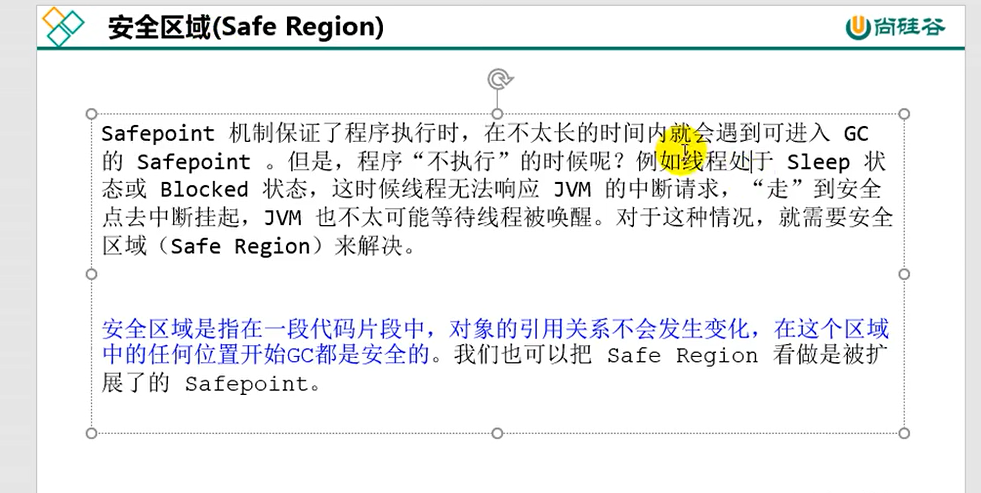 安全区域(Safe Region)
尚硅谷
Safepoint 机制保证了程序执行时，在不太长的时间内就会遇到可进入 GC
的 Safepoint 。但是，程序“不执行”的时候呢？例如线程处于 Sleep 状
态或 Blocked 状态，这时候线程无法响应 JVM 的中断请求，“走”到安全
点去中断挂起，JVM 也不太可能等待线程被唤醒。对于这种情况，就需要安全
区域（Safe Region）来解决。
安全区域是指在一段代码片段中，对象的引用关系不会发生变化，在这个区域
中的任何位置开始GC都是安全的。我们也可以把 Safe Region 看做是被扩
展了的 Safepoint。